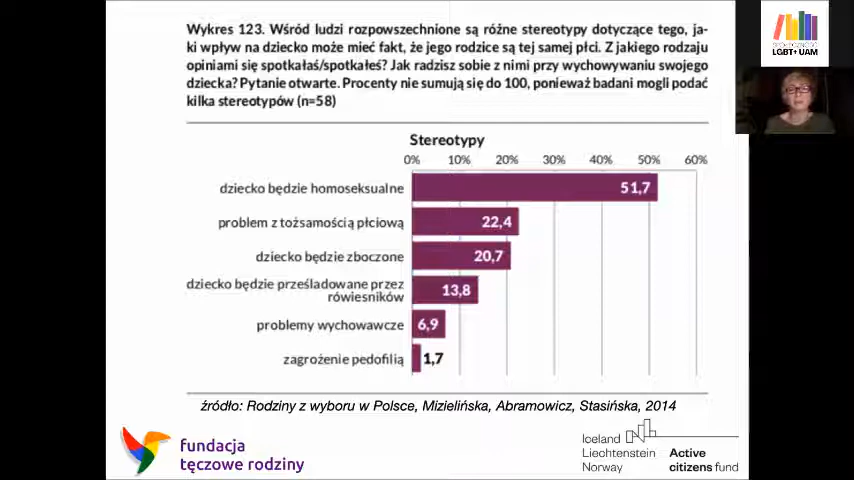 Wykres 123. Wśród ludzi rozpowszechnione są różne stereotypy dotyczące tego, ja-
ki wpływ na dziecko może mieć fakt, że jego rodzice są tej samej płci. Z jakiego rodzaju
opiniami się spotkałaś/spotkałeś? Jak radzisz sobie z nimi przy wychowywaniu swojego
dziecka? Pytanie otwarte. Procenty nie sumują się do 100, ponieważ badani mogli podać
kilka stereotypów (n=58)
Stereotypy
0% 10% 20% 30% 40% 50% 60%
dziecko będzie homoseksualne 51,7
problem z tożsamością płciową 22,4
dziecko będzie zboczone 20,7
dziecko będzie prześladowane przez
rówieśników 13,8
problemy wychowawcze 6,9
zagrożenie pedofilią 1,7
źródło: Rodziny z wyboru w Polsce, Mizielińska, Abramowicz, Stasińska, 2014
fundacja
tęczowe rodziny
Iceland
Liechtenstein
Norway
Active
citizens fund
SPOŁECZNOŚĆ
LGBT+ UAM